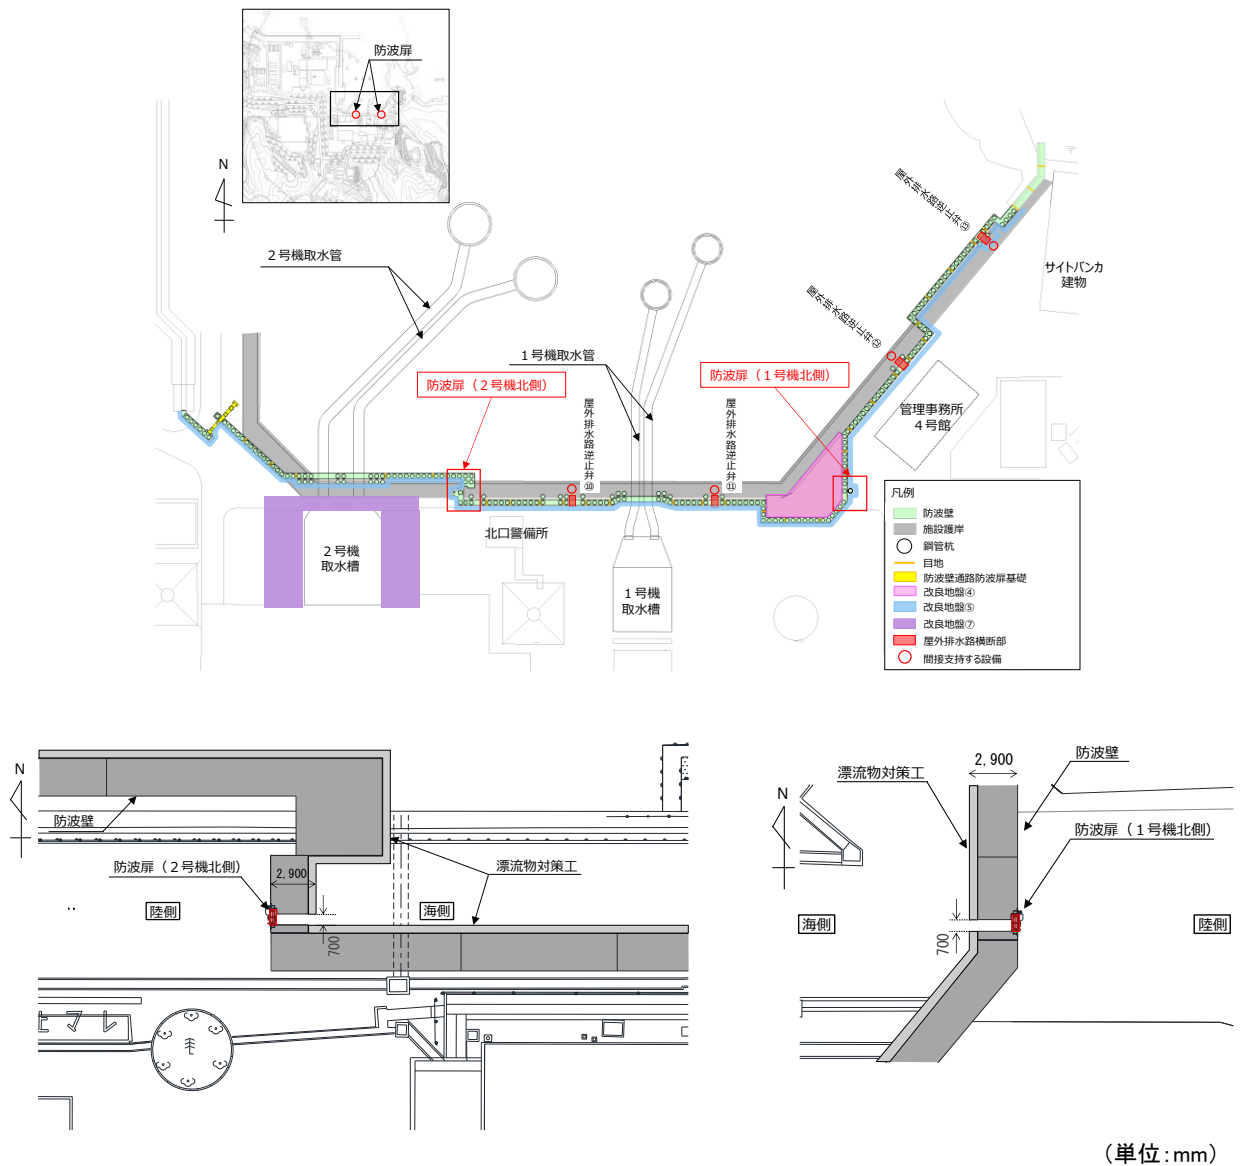 防波扉
N
2号機取水管
1号機取水管
屋外排水路逆止弁⑬
サイトバンカ
建物
屋外排水路逆止弁⑫
防波扉（2号機北側）
防波扉（1号機北側）
屋外排水路逆止弁⑩
屋外排水路逆止弁⑪
管理事務所
4号館
北口警備所
2号機
取水槽
1号機
取水槽
凡例
防波壁
施設護岸
鋼管杭
目地
防波壁通路防波扉基礎
改良地盤④
改良地盤⑤
改良地盤⑦
屋外排水路横断部
間接支持する設備
N
防波壁
防波扉（2号機北側）
2,900
漂流物対策工
陸側
海側
700
2,900
防波壁
漂流物対策工
N
防波扉（1号機北側）
海側
陸側
700
（単位:mm）